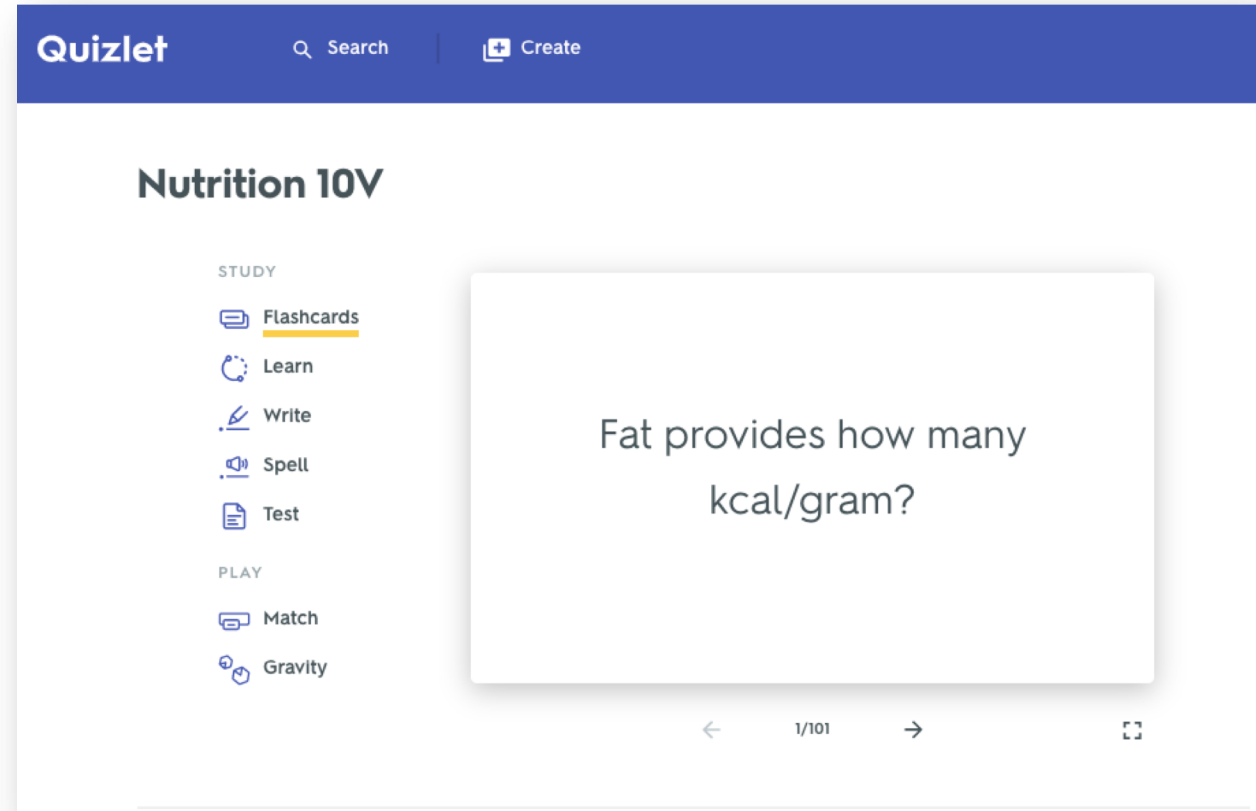 Quizlet
Search
Create
Nutrition 10V
STUDY
Flashcards
Learn
Write
Spell
Test
PLAY
Match
Gravity
Fat provides how many
kcal/gram?
1/101